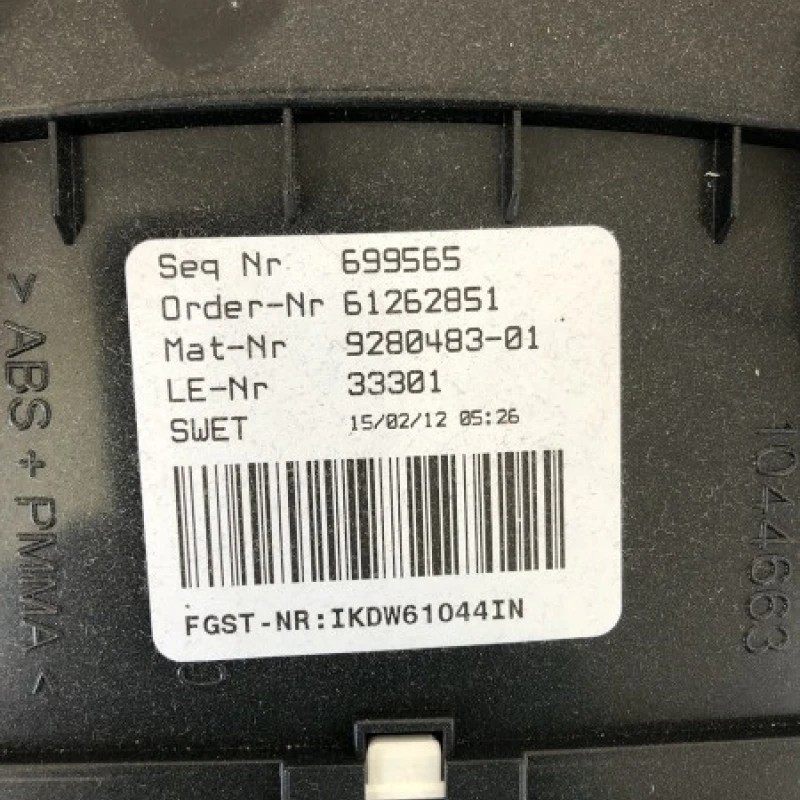 Seq Nr 699565
Order-Nr 61262851
Mat-Nr 9280483-01
LE-Nr 33301
SWET 15/02/12 05:26
FGST-NR:IKDW61044IN
> ABS + PMMA <
1044663